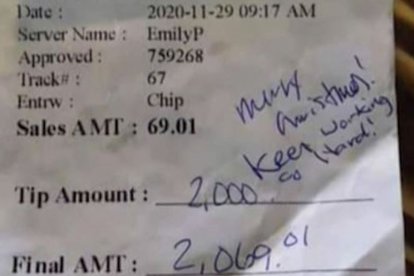 Date : 2020-11-29 09:17 AM
Server Name : EmilyP
Approved : 759268
Track# : 67
Entrw : Chip
Sales AMT : 69.01
Merry
Christmas!
Keep Working
so Hard!
Tip Amount : 2,000.
Final AMT : 2,069.01